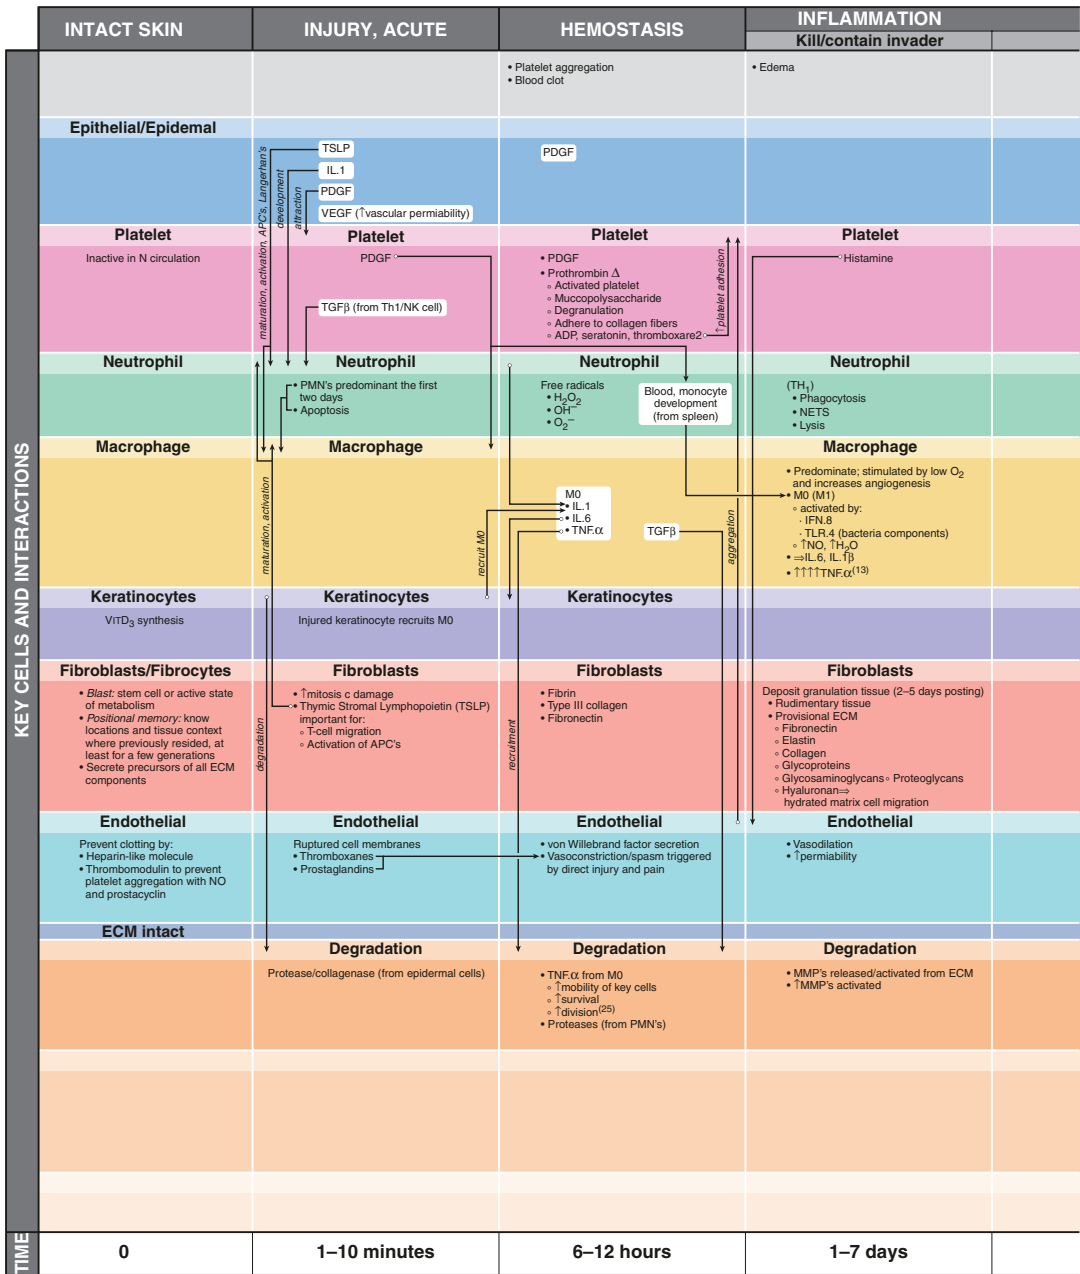 INTACT SKIN
INJURY, ACUTE
HEMOSTASIS
INFLAMMATION
Kill/contain invader
KEY CELLS AND INTERACTIONS
• Platelet aggregation
• Blood clot
• Edema
Epithelial/Epidemal
TSLP
IL.1
PDGF
VEGF (↑vascular permiability)
PDGF
maturation, activation, APC's, Langerhan's
development
attraction
Platelet
Inactive in N circulation
Platelet
PDGF
TGFβ (from Th1/NK cell)
Platelet
• PDGF
• Prothrombin Δ
◦ Activated platelet
◦ Muccopolysaccharide
◦ Degranulation
◦ Adhere to collagen fibers
◦ ADP, seratonin, thromboxare2
↑platelet adhesion
Platelet
Histamine
Neutrophil
Neutrophil
• PMN's predominant the first
two days
• Apoptosis
Neutrophil
Free radicals
• H2O2
• OH−
• O2−
Blood, monocyte
development
(from spleen)
Neutrophil
(TH1)
• Phagocytosis
• NETS
• Lysis
Macrophage
maturation, activation
Macrophage
recruit M0
M0
• IL.1
• IL.6
• TNF.α
TGFβ
aggregation
Macrophage
• Predominate; stimulated by low O2
and increases angiogenesis
• M0 (M1)
◦ activated by:
· IFN.8
· TLR.4 (bacteria components)
◦ ↑NO, ↑H2O
• ⇒IL.6, IL.1β
• ↑↑↑↑TNF.α(13)
Keratinocytes
VITD3 synthesis
Keratinocytes
Injured keratinocyte recruits M0
Keratinocytes
Fibroblasts/Fibrocytes
• Blast: stem cell or active state
of metabolism
• Positional memory: know
locations and tissue context
where previously resided, at
least for a few generations
• Secrete precursors of all ECM
components
degradation
Fibroblasts
• ↑mitosis c damage
• Thymic Stromal Lymphopoietin (TSLP)
important for:
◦ T-cell migration
◦ Activation of APC's
recruitment
Fibroblasts
• Fibrin
• Type III collagen
• Fibronectin
Fibroblasts
Deposit granulation tissue (2–5 days posting)
• Rudimentary tissue
• Provisional ECM
◦ Fibronectin
◦ Elastin
◦ Collagen
◦ Glycoproteins
◦ Glycosaminoglycans ◦ Proteoglycans
◦ Hyaluronan⇒
hydrated matrix cell migration
Endothelial
Prevent clotting by:
• Heparin-like molecule
• Thrombomodulin to prevent
platelet aggregation with NO
and prostacyclin
Endothelial
Ruptured cell membranes
• Thromboxanes
• Prostaglandins
Endothelial
• von Willebrand factor secretion
• Vasoconstriction/spasm triggered
by direct injury and pain
Endothelial
• Vasodilation
• ↑permiability
ECM intact
Degradation
Protease/collagenase (from epidermal cells)
Degradation
• TNF.α from M0
◦ ↑mobility of key cells
◦ ↑survival
◦ ↑division(25)
• Proteases (from PMN's)
Degradation
• MMP's released/activated from ECM
• ↑MMP's activated
TIME
0
1–10 minutes
6–12 hours
1–7 days